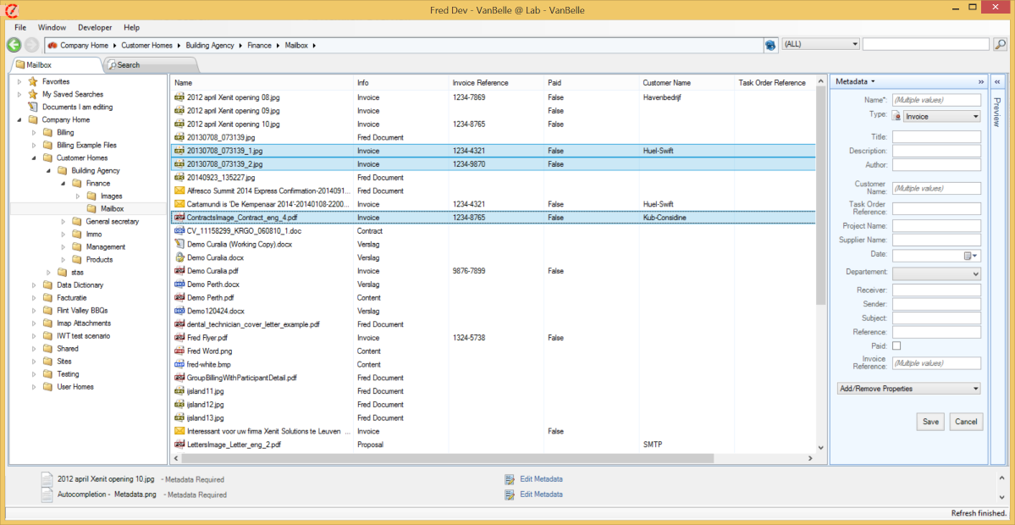 Fred Dev - VanBelle @ Lab - VanBelle
File Window Developer Help
Company Home Customer Homes Building Agency Finance Mailbox (ALL)
Mailbox Search
Favorites
My Saved Searches
Documents I am editing
Company Home
Billing
Billing Example Files
Customer Homes
Building Agency
Finance
Images
Mailbox
General secretary
Immo
Management
Products
stas
Data Dictionary
Facturatie
Flint Valley BBQs
Imap Attachments
IWT test scenario
Shared
Sites
Testing
User Homes
Name Info Invoice Reference Paid Customer Name Task Order Reference
2012 april Xenit opening 08.jpg Invoice 1234-7869 False Havenbedrijf
2012 april Xenit opening 09.jpg Invoice False
2012 april Xenit opening 10.jpg Invoice 1234-8765 False
20130708_073139.jpg Fred Document
20130708_073139_1.jpg Invoice 1234-4321 False Huel-Swift
20130708_073139_2.jpg Invoice 1234-9870 False
20140923_135227.jpg Fred Document
Alfresco Summit 2014 Express Confirmation-2014091... Fred Document
Cartamundi is 'De Kempenaar 2014'-20140108-2200... Invoice 1234-4321 False Huel-Swift
ContractsImage_Contract_eng_4.pdf Invoice 1234-8765 False Kub-Considine
CV_11158299_KRGO_060810_1.doc Contract
Demo Curalia (Working Copy).docx Verslag
Demo Curalia.docx Verslag
Demo Curalia.pdf Invoice 9876-7899 False
Demo Perth.docx Verslag
Demo Perth.pdf Content
Demo120424.docx Verslag
dental_technician_cover_letter_example.pdf Fred Document
Fred Flyer.pdf Invoice 1324-5738 False
Fred Word.png Content
fred-white.bmp Content
GroupBillingWithParticipantDetail.pdf Fred Document
ijsland11.jpg Fred Document
ijsland12.jpg Fred Document
ijsland13.jpg Fred Document
Interessant voor uw firma Xenit Solutions te Leuven ... Invoice False
LettersImage_Letter_eng_2.pdf Proposal SMTP
Metadata
Name*: (Multiple values)
Type: Invoice
Title:
Description:
Author:
Customer Name: (Multiple values)
Task Order Reference:
Project Name:
Supplier Name:
Date:
Departement:
Receiver:
Sender:
Subject:
Reference:
Paid:
Invoice Reference: (Multiple values)
Add/Remove Properties
Save Cancel
Preview
2012 april Xenit opening 10.jpg - Metadata Required Edit Metadata
Autocompletion - Metadata.png - Metadata Required Edit Metadata
Refresh finished.